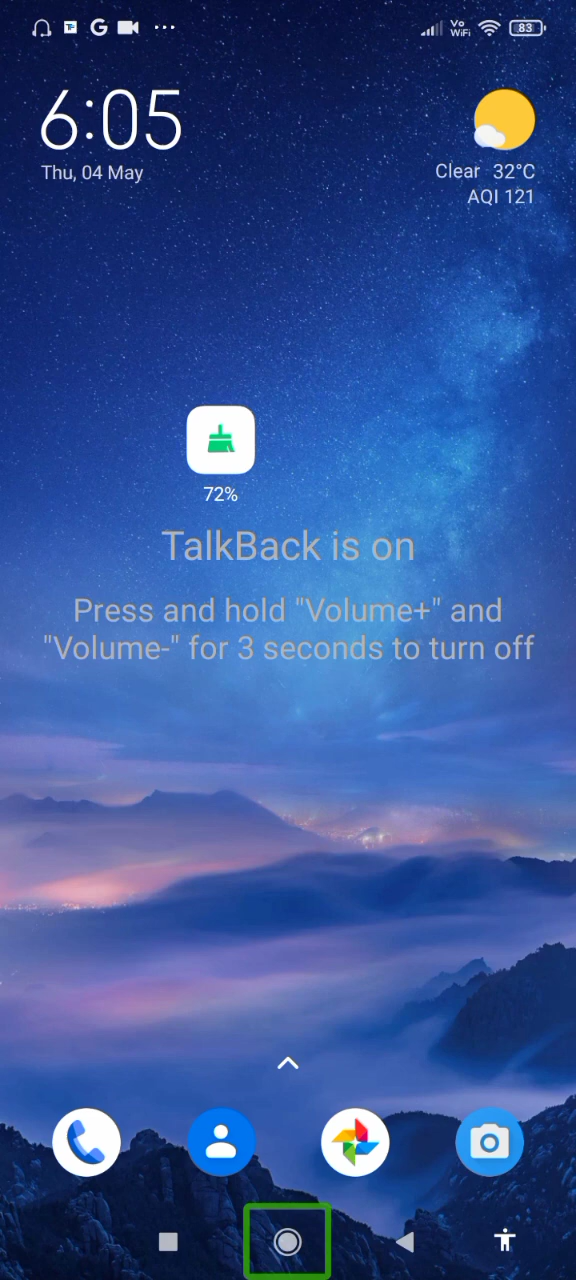 Vo
WiFi
83
6:05
Thu, 04 May
Clear 32°C
AQI 121
72%
TalkBack is on
Press and hold "Volume+" and
"Volume-" for 3 seconds to turn off